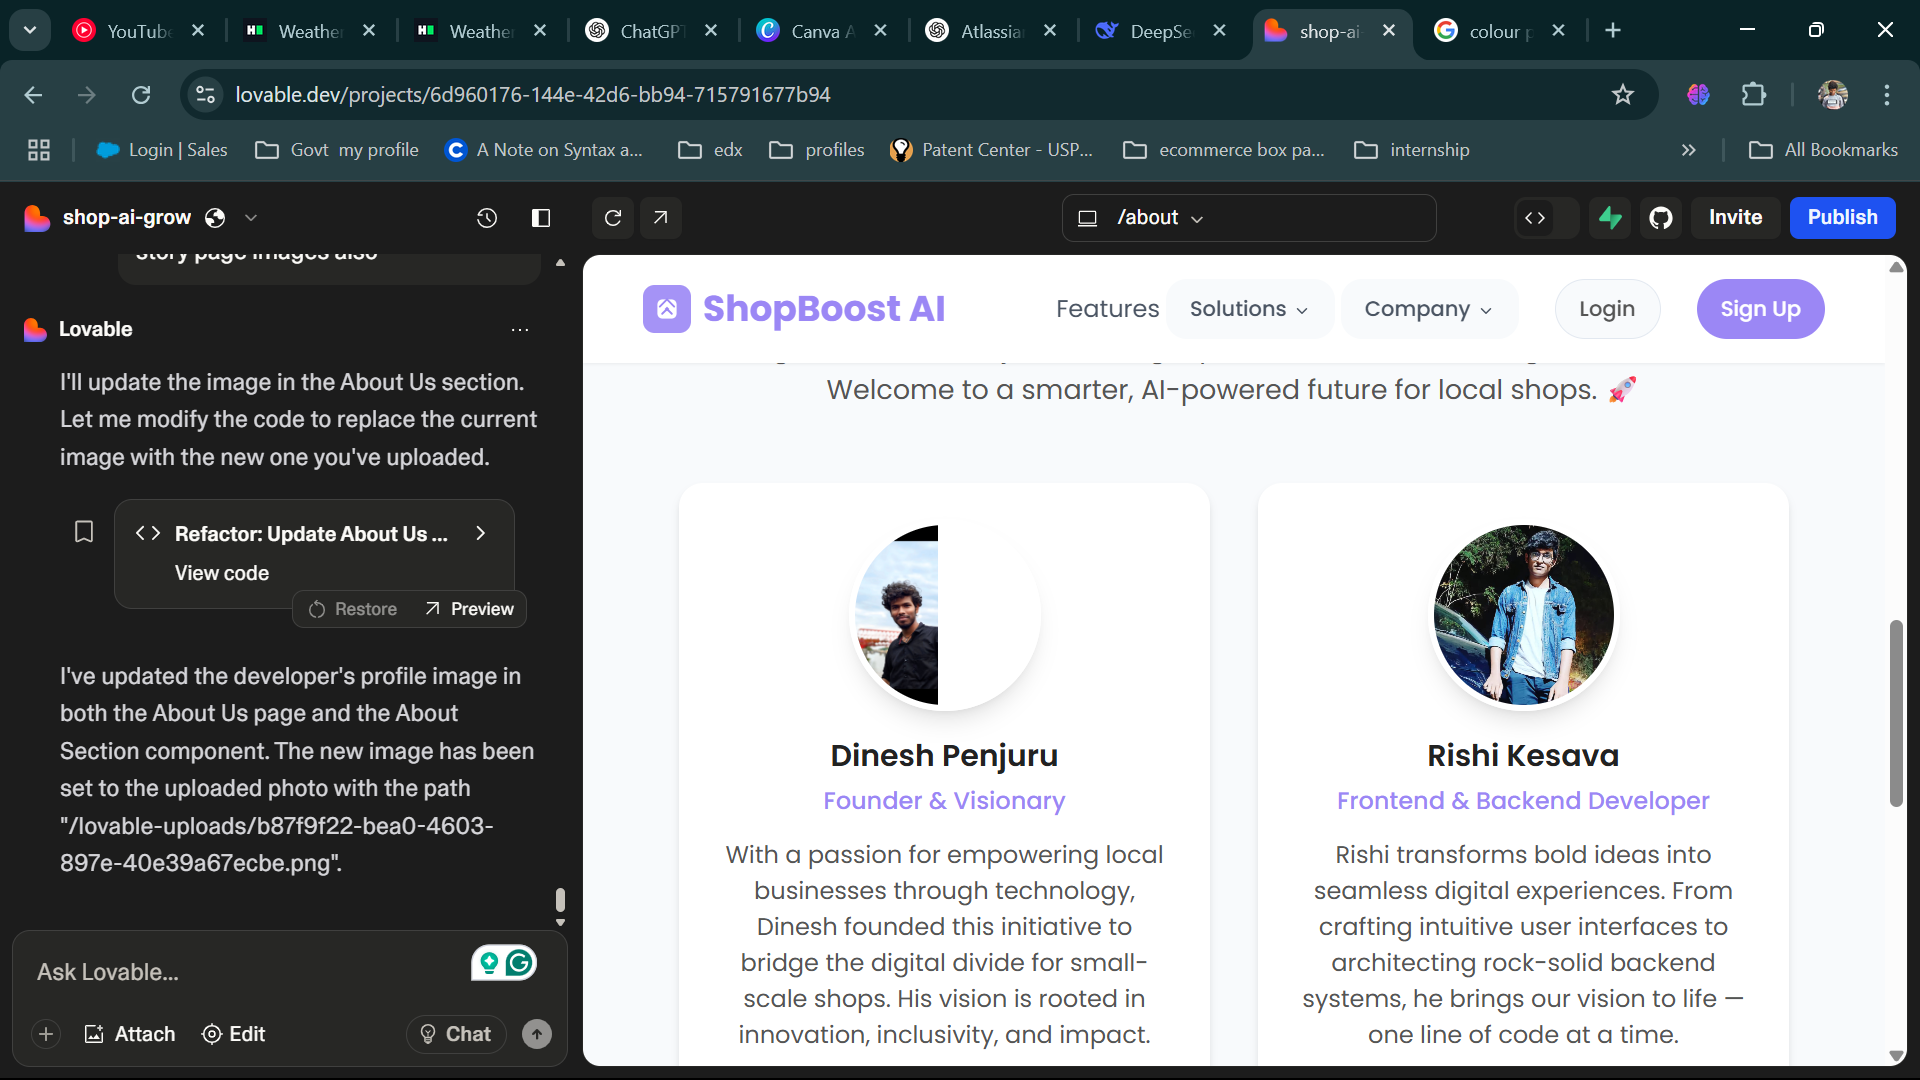 YouTube
Weather
Weather
ChatGPT
Canva A
Atlassian
DeepSe
shop-ai-
colour p
lovable.dev/projects/6d960176-144e-42d6-bb94-715791677b94
Login | Sales
Govt my profile
A Note on Syntax a...
edx
profiles
Patent Center - USP...
ecommerce box pa...
internship
All Bookmarks
shop-ai-grow
/about
Invite
Publish
story page images also
Lovable
I'll update the image in the About Us section.
Let me modify the code to replace the current
image with the new one you've uploaded.
Refactor: Update About Us ...
View code
Restore
Preview
I've updated the developer's profile image in
both the About Us page and the About
Section component. The new image has been
set to the uploaded photo with the path
"/lovable-uploads/b87f9f22-bea0-4603-
897e-40e39a67ecbe.png".
Ask Lovable...
Attach
Edit
Chat
ShopBoost AI
Features
Solutions
Company
Login
Sign Up
Welcome to a smarter, AI-powered future for local shops. 🚀
Dinesh Penjuru
Founder & Visionary
With a passion for empowering local
businesses through technology,
Dinesh founded this initiative to
bridge the digital divide for small-
scale shops. His vision is rooted in
innovation, inclusivity, and impact.
Rishi Kesava
Frontend & Backend Developer
Rishi transforms bold ideas into
seamless digital experiences. From
crafting intuitive user interfaces to
architecting rock-solid backend
systems, he brings our vision to life —
one line of code at a time.